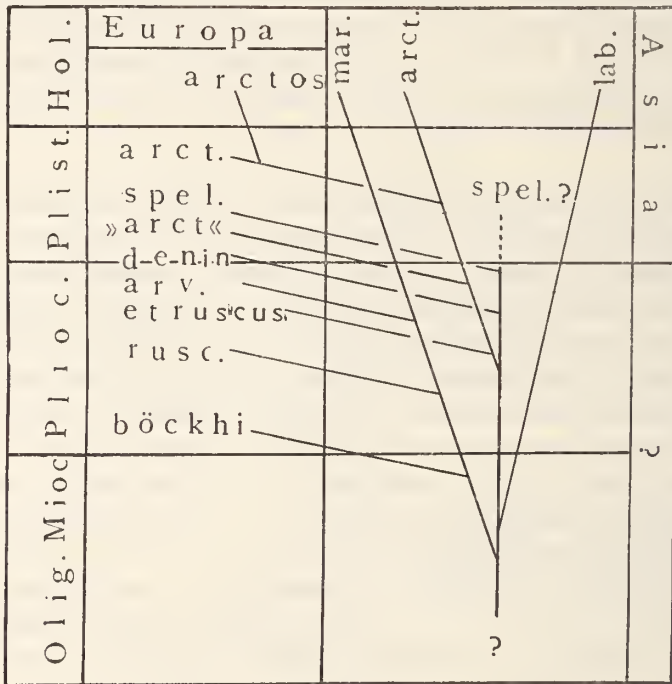 Europa
mar.
arct.
lab.
Asia
Hol.
arctos
Plist.
arct.
spel.
spel.?
»arct«
denin
Plioc.
arv.
etruscus.
rusc.
böckhi
?
Olig. Mioc
?